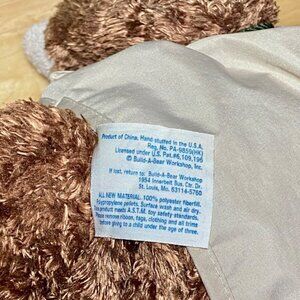 Product of China. Hand stuffed in the U.S.A.
Reg. No. PA-9859(HK)
Licensed under U.S. Pat. #6,109,196
© Build-A-Bear Workshop, Inc.
If lost, return to: Build-A-Bear Workshop
1954 Innerbelt Bus. Ctr. Dr.
St. Louis, Mo. 63114-5760
ALL NEW MATERIAL: 100% polyester fiberfill,
Polypropylene pellets. Surface wash and air dry.
This product meets A.S.T.M. toy safety standards.
Please remove ribbon, tags, clothing and all trims
before giving to child under the age of three.